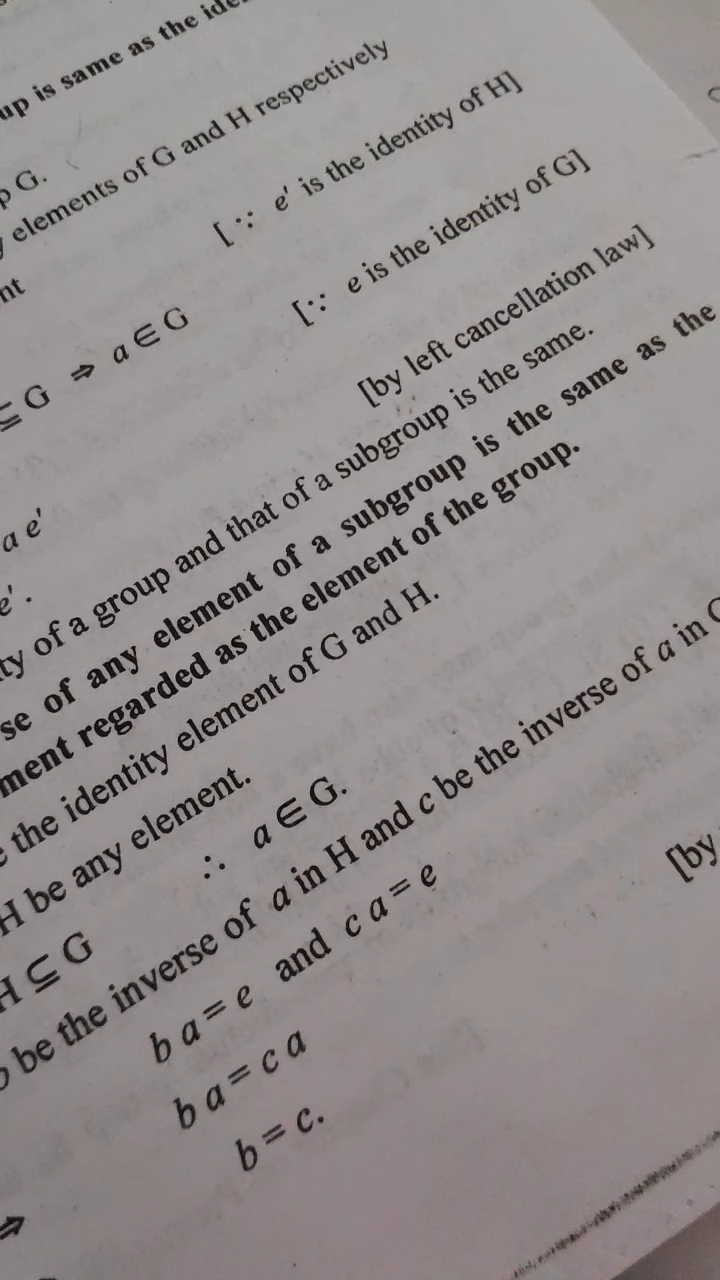 up is same as the ide
p G.
y elements of G and H respectively
nt [∵ e' is the identity of H]
⊆ G ⇒ a ∈ G [∵ e is the identity of G]
a e' [by left cancellation law]
e'.
ty of a group and that of a subgroup is the same.
se of any element of a subgroup is the same as the
ment regarded as the element of the group.
e the identity element of G and H.
H be any element.
H ⊆ G ∴ a ∈ G.
b be the inverse of a in H and c be the inverse of a in G
b a = e and c a = e
b a = c a [by
⇒ b = c.